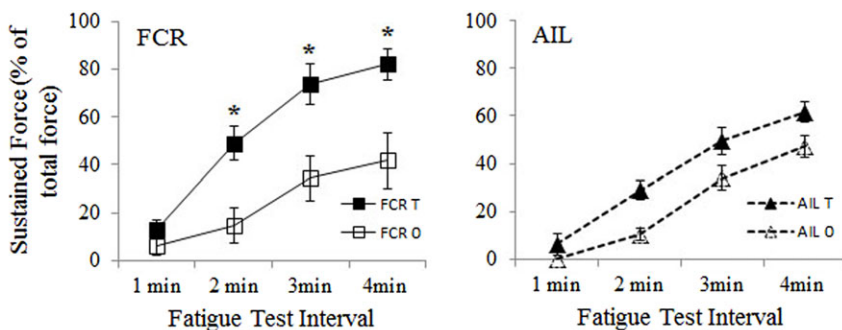 Sustained Force (% of
total force)
FCR
100
80
60
40
20
0
*
*
*
FCR T
FCR O
1 min
2 min
3min
4min
Fatigue Test Interval
AIL
100
80
60
40
20
0
AIL T
AIL O
1 min
2 min
3min
4min
Fatigue Test Interval